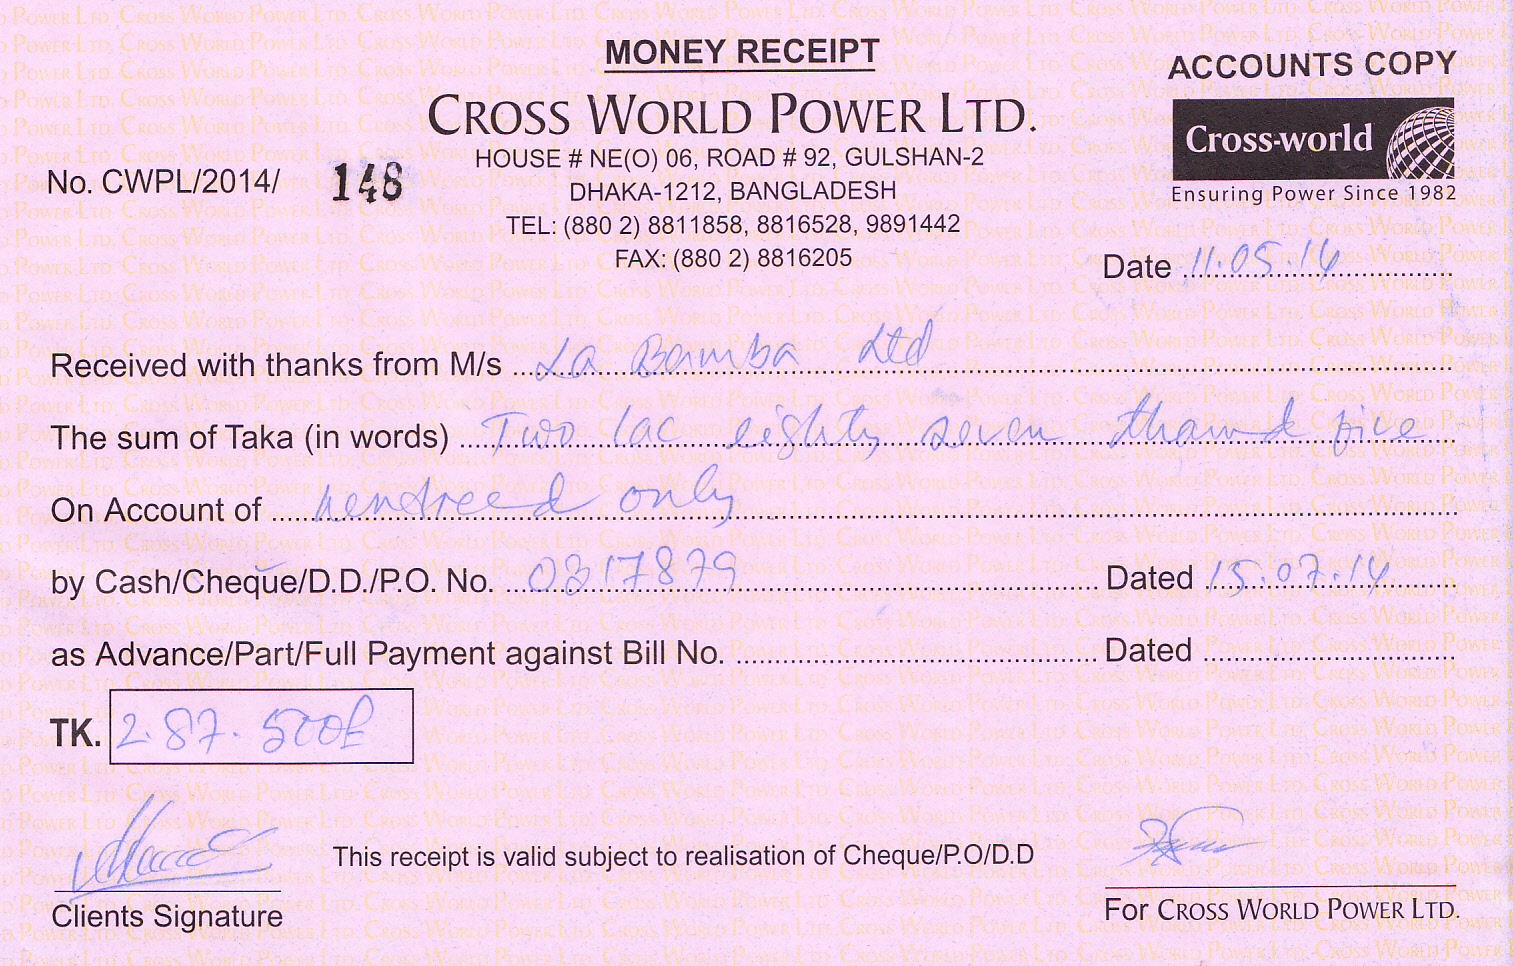 MONEY RECEIPT
ACCOUNTS COPY
CROSS WORLD POWER LTD.
Cross-world
Ensuring Power Since 1982
HOUSE # NE(O) 06, ROAD # 92, GULSHAN-2
No. CWPL/2014/ 148
DHAKA-1212, BANGLADESH
TEL: (880 2) 8811858, 8816528, 9891442
FAX: (880 2) 8816205
Date 11.05.14
Received with thanks from M/s La Bamba Ltd
The sum of Taka (in words) Two lac eighty seven thawnd five
On Account of hendreed only
by Cash/Cheque/D.D./P.O. No. 0317879 Dated 15.07.14
as Advance/Part/Full Payment against Bill No. Dated
TK. 2.87.500/-
This receipt is valid subject to realisation of Cheque/P.O/D.D
Clients Signature
For CROSS WORLD POWER LTD.